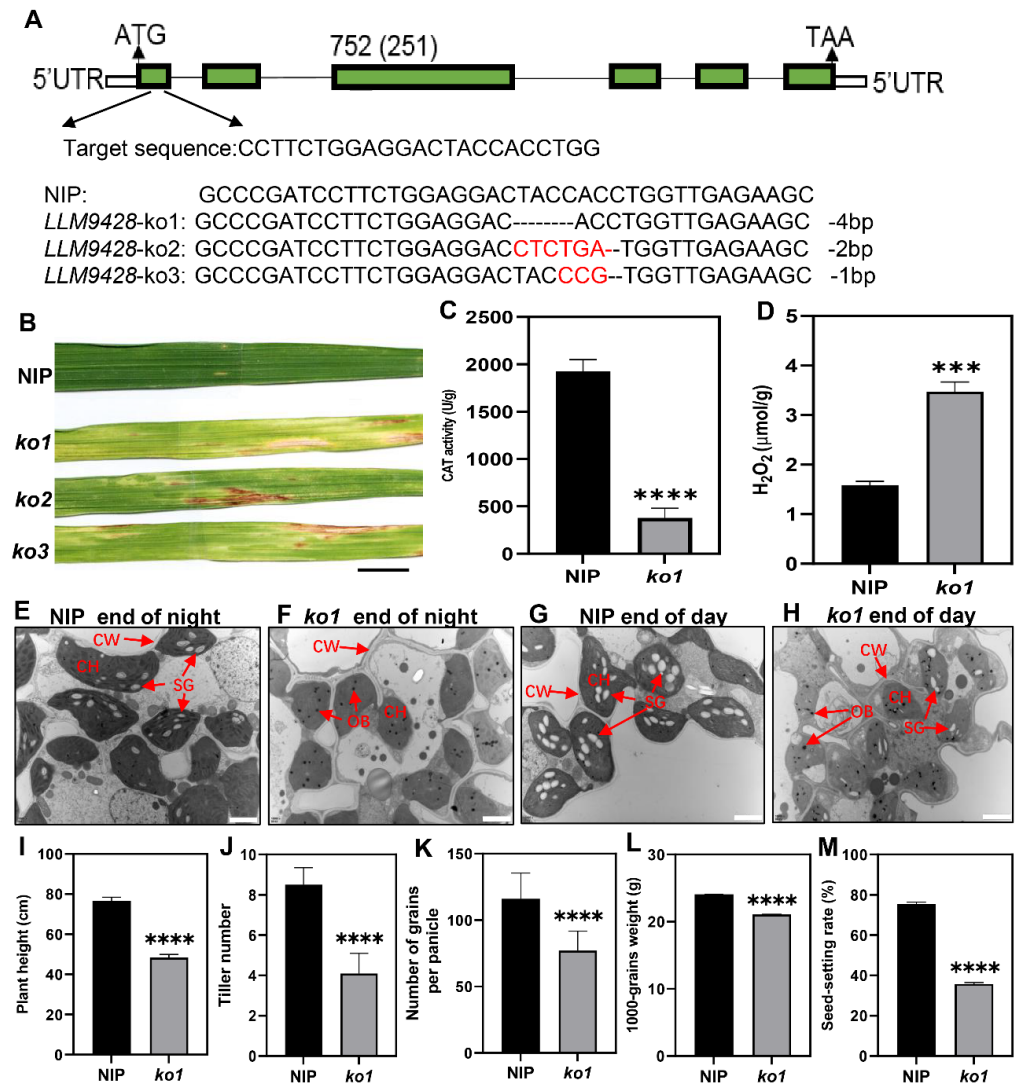 A
ATG
752 (251)
TAA
5'UTR
5'UTR
Target sequence:CCTTCTGGAGGACTACCACCTGG
NIP: GCCCGATCCTTCTGGAGGACTACCACCTGGTTGAGAAGC
LLM9428-ko1: GCCCGATCCTTCTGGAGGAC--------ACCTGGTTGAGAAGC -4bp
LLM9428-ko2: GCCCGATCCTTCTGGAGGACCTCTGA--TGGTTGAGAAGC -2bp
LLM9428-ko3: GCCCGATCCTTCTGGAGGACTACCCG--TGGTTGAGAAGC -1bp
B
NIP
ko1
ko2
ko3
C
CAT activity (U/g)
2500
2000
1500
1000
500
0
****
NIP ko1
D
H2O2 (μmol/g)
5
4
3
2
1
0
***
NIP ko1
E NIP end of night
CW
CH
SG
F ko1 end of night
CW
OB
CH
G NIP end of day
CW
CH
SG
H ko1 end of day
CW
OB
CH
SG
I
Plant height (cm)
100
80
60
40
20
0
****
NIP ko1
J
Tiller number
10
8
6
4
2
0
****
NIP ko1
K
Number of grains
per panicle
150
100
50
0
****
NIP ko1
L
1000-grains weight (g)
30
20
10
0
****
NIP ko1
M
Seed-setting rate (%)
100
80
60
40
20
0
****
NIP ko1